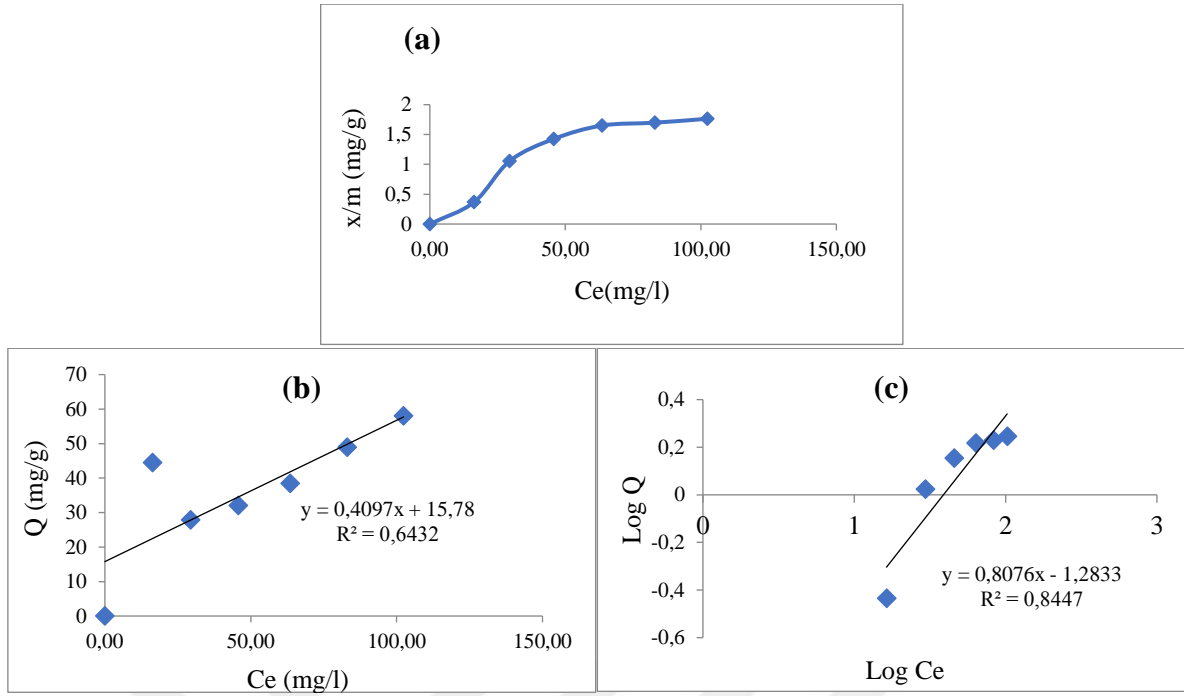 (a)
x/m (mg/g)
2
1,5
1
0,5
0
0,00
50,00
100,00
150,00
Ce(mg/l)
(b)
Q (mg/g)
70
60
50
40
30
20
10
0
y = 0,4097x + 15,78
R² = 0,6432
0,00
50,00
100,00
150,00
Ce (mg/l)
(c)
Log Q
0,4
0,2
0
-0,2
-0,4
-0,6
0
1
2
3
y = 0,8076x - 1,2833
R² = 0,8447
Log Ce